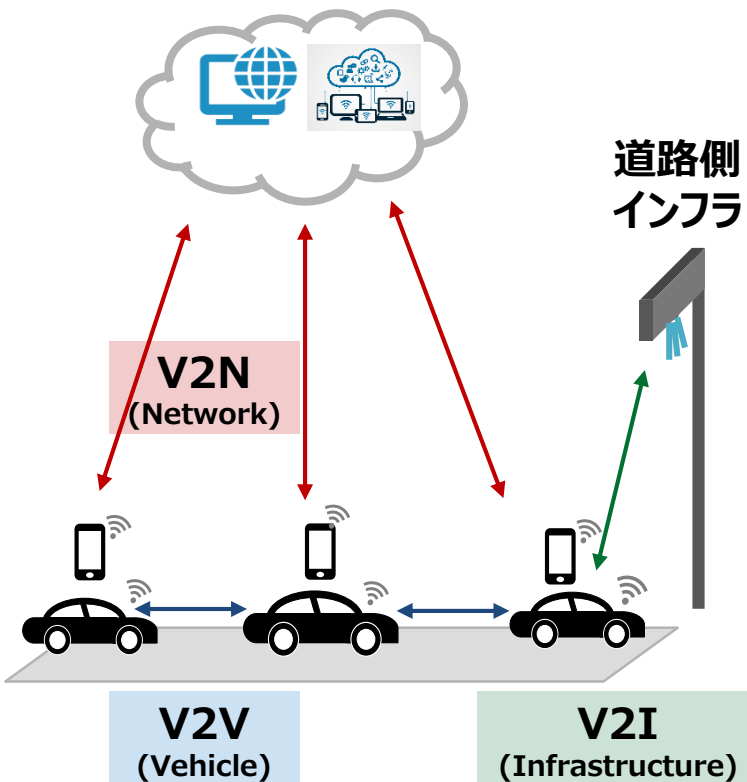 道路側
インフラ
V2N
(Network)
V2V
(Vehicle)
V2I
(Infrastructure)